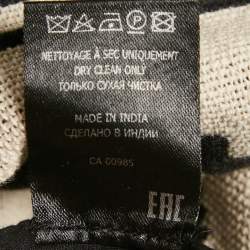 NETTOYAGE À SEC UNIQUEMENT
DRY CLEAN ONLY
ТОЛЬКО СУХАЯ ЧИСТКА
MADE IN INDIA
СДЕЛАНО В ИНДИИ
CA 00985
EAC